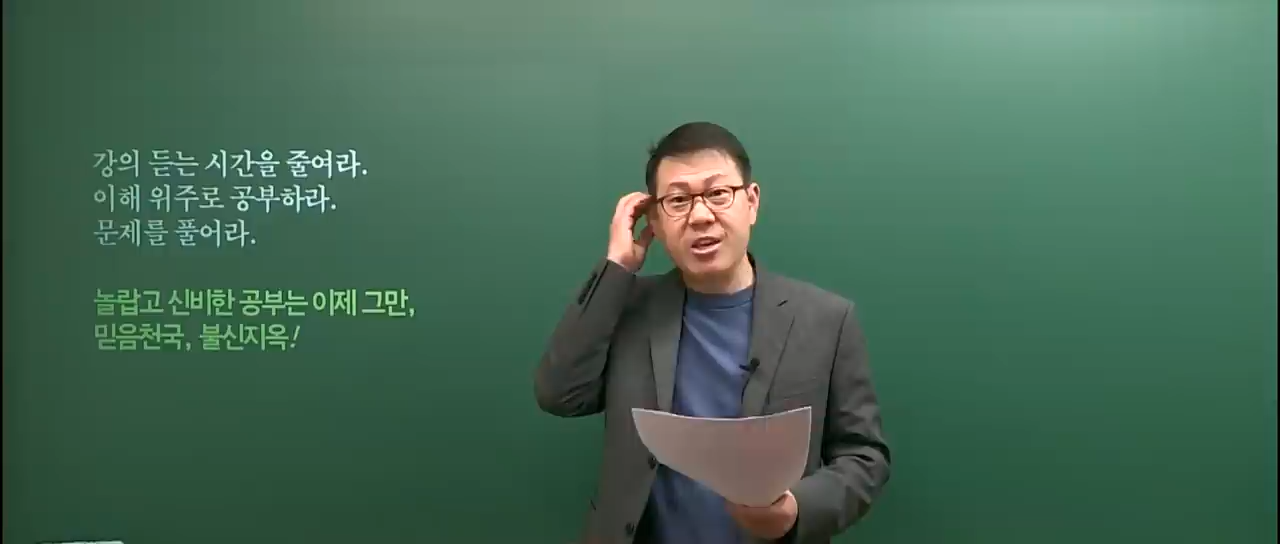 강의 듣는 시간을 줄여라.
이해 위주로 공부하라.
문제를 풀어라.
놀랍고 신비한 공부는 이제 그만,
믿음천국, 불신지옥!